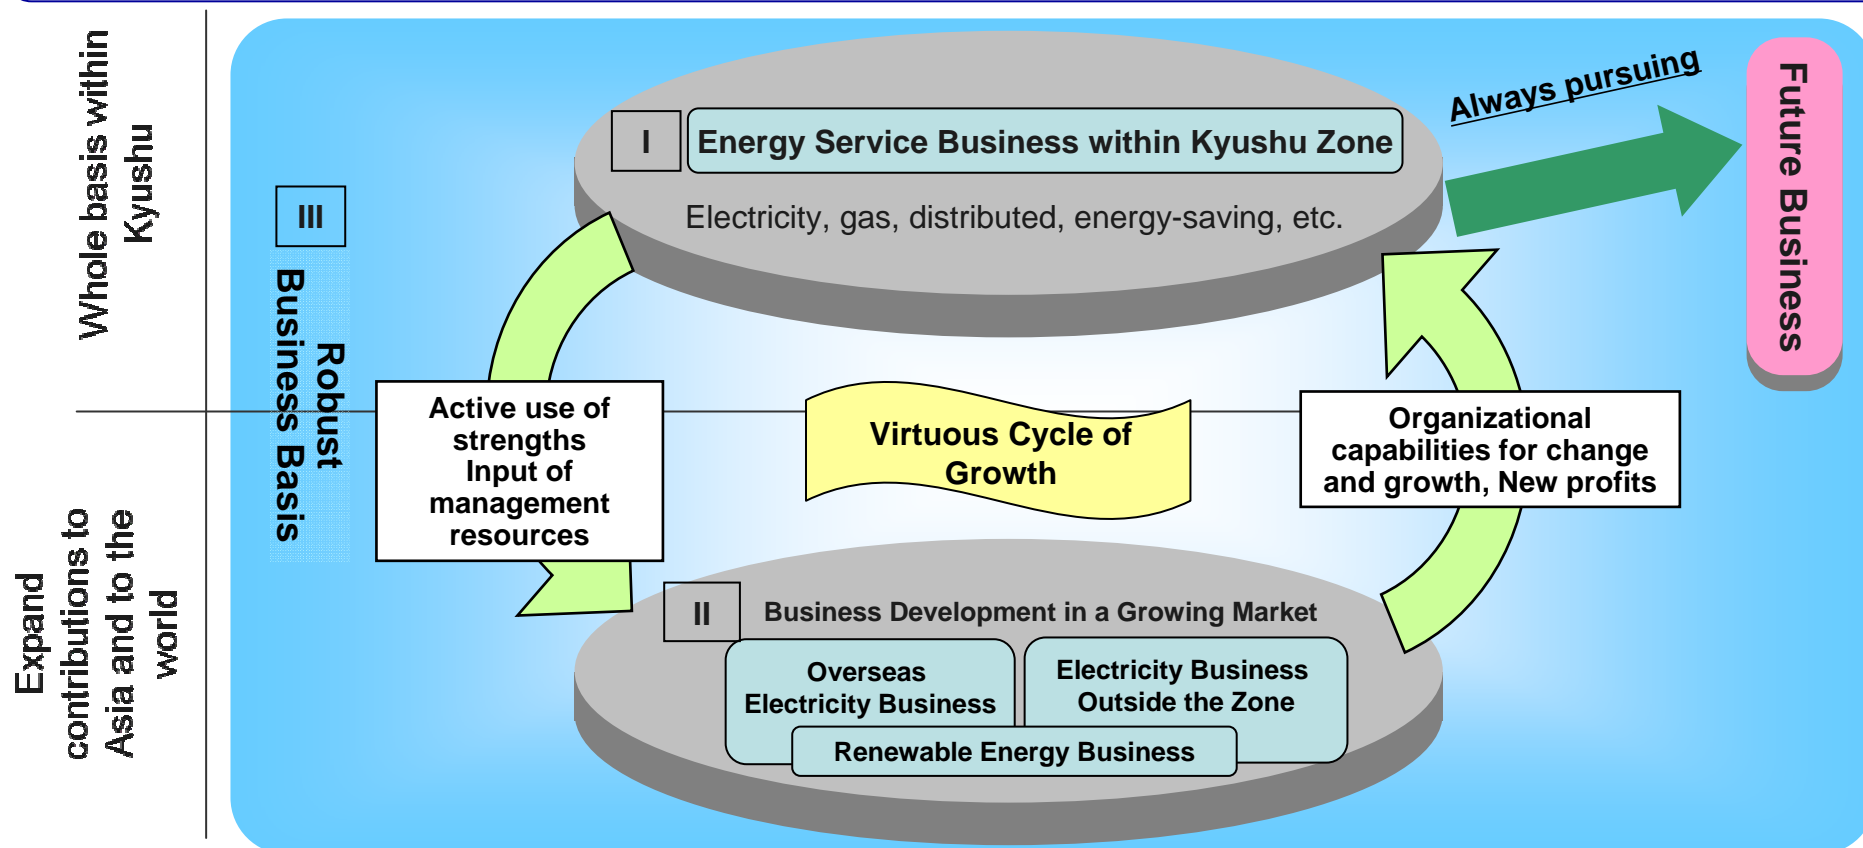 Whole basis within
Kyushu
Expand
contributions to
Asia and to the
world
III
Robust
Business Basis
I
Energy Service Business within Kyushu Zone
Electricity, gas, distributed, energy-saving, etc.
Always pursuing
Future Business
Active use of
strengths
Input of
management
resources
Virtuous Cycle of
Growth
Organizational
capabilities for change
and growth, New profits
II
Business Development in a Growing Market
Overseas
Electricity Business
Electricity Business
Outside the Zone
Renewable Energy Business